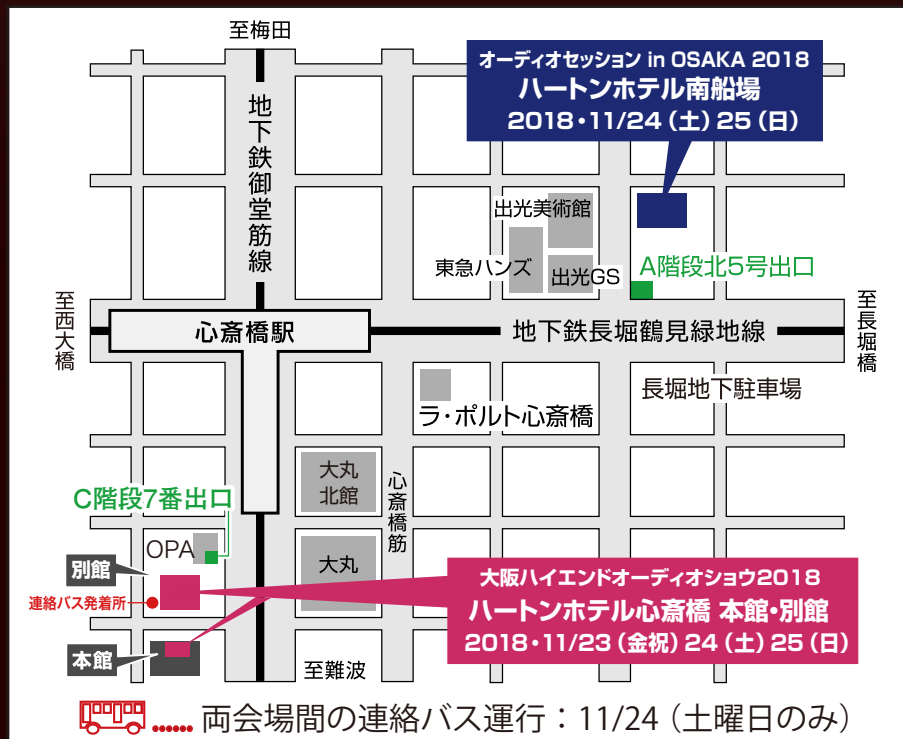 至梅田
オーディオセッション in OSAKA 2018
ハートンホテル南船場
2018・11/24（土）25（日）
地下鉄御堂筋線
出光美術館
東急ハンズ
出光GS
A階段北5号出口
至西大橋
心斎橋駅
地下鉄長堀鶴見緑地線
至長堀橋
ラ・ポルト心斎橋
長堀地下駐車場
大丸
北館
心斎橋筋
C階段7番出口
OPA
大丸
別館
連絡バス発着所
本館
大阪ハイエンドオーディオショウ2018
ハートンホテル心斎橋 本館・別館
2018・11/23（金祝）24（土）25（日）
至難波
...... 両会場間の連絡バス運行：11/24（土曜日のみ）